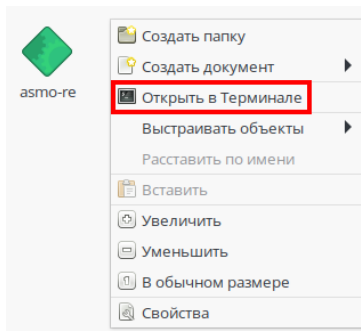 asmo-re
Создать папку
Создать документ
Открыть в Терминале
Выстраивать объекты
Расставить по имени
Вставить
Увеличить
Уменьшить
В обычном размере
Свойства